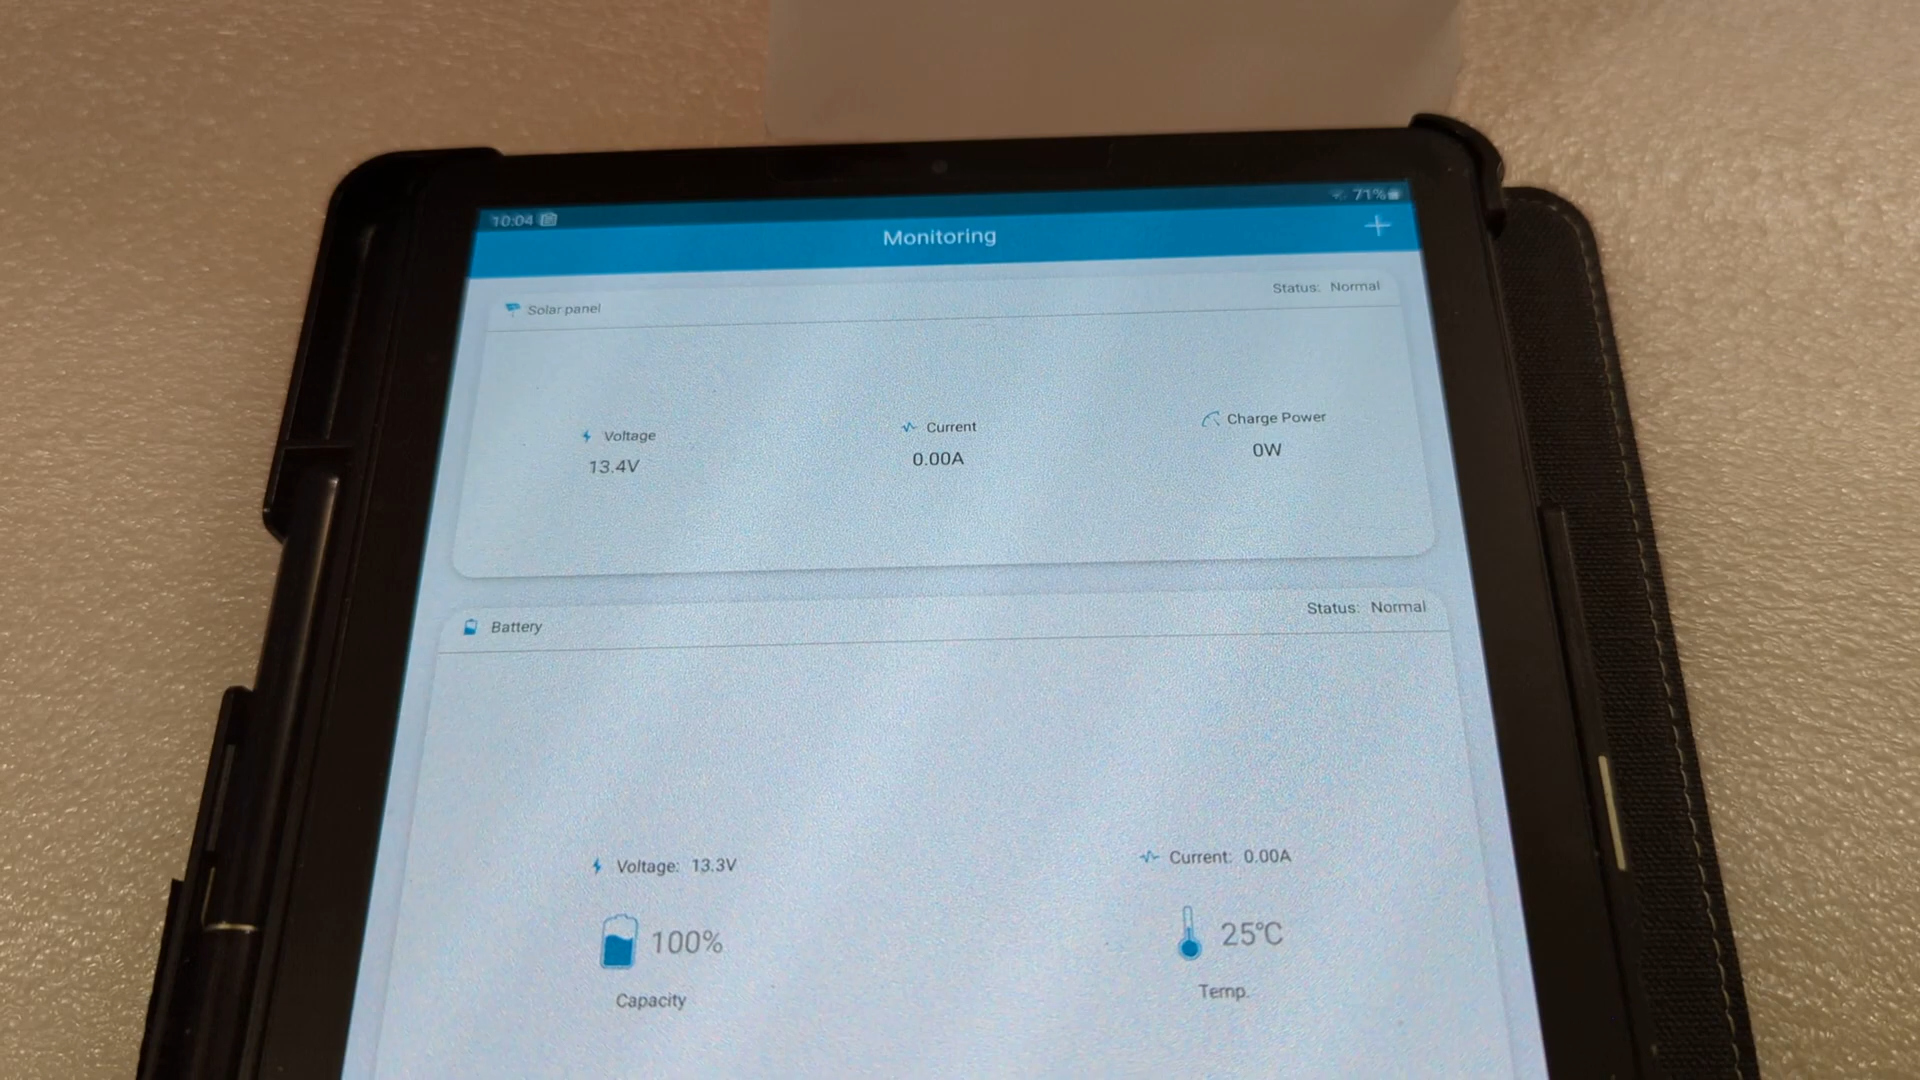 10:04 71%
Monitoring
Solar panel Status: Normal
Voltage Current Charge Power
13.4V 0.00A 0W
Battery Status: Normal
Voltage: 13.3V Current: 0.00A
100% 25°C
Capacity Temp.